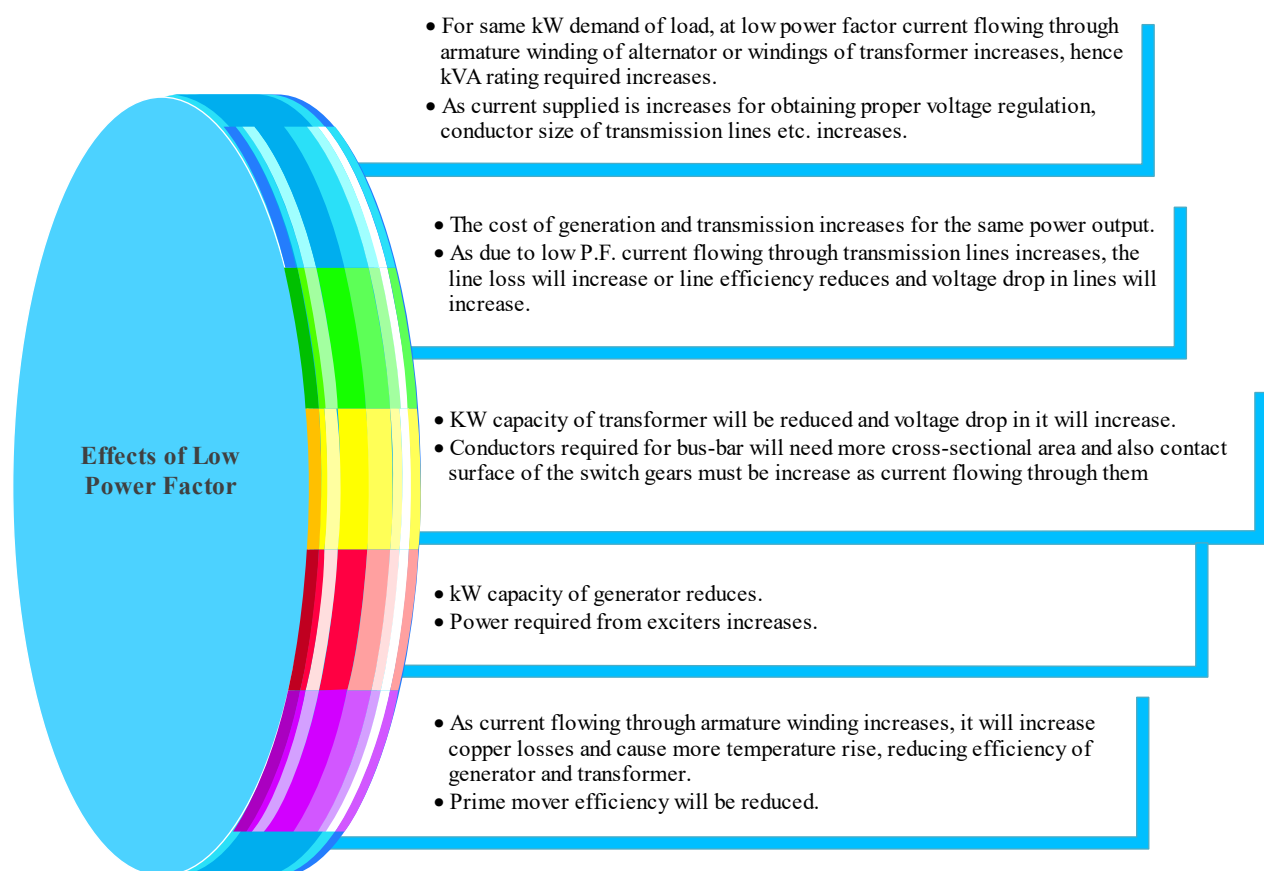 • For same kW demand of load, at low power factor current flowing through
armature winding of alternator or windings of transformer increases, hence
kVA rating required increases.
• As current supplied is increases for obtaining proper voltage regulation,
conductor size of transmission lines etc. increases.
• The cost of generation and transmission increases for the same power output.
• As due to low P.F. current flowing through transmission lines increases, the
line loss will increase or line efficiency reduces and voltage drop in lines will
increase.
Effects of Low
Power Factor
• KW capacity of transformer will be reduced and voltage drop in it will increase.
• Conductors required for bus-bar will need more cross-sectional area and also contact
surface of the switch gears must be increase as current flowing through them
• kW capacity of generator reduces.
• Power required from exciters increases.
• As current flowing through armature winding increases, it will increase
copper losses and cause more temperature rise, reducing efficiency of
generator and transformer.
• Prime mover efficiency will be reduced.